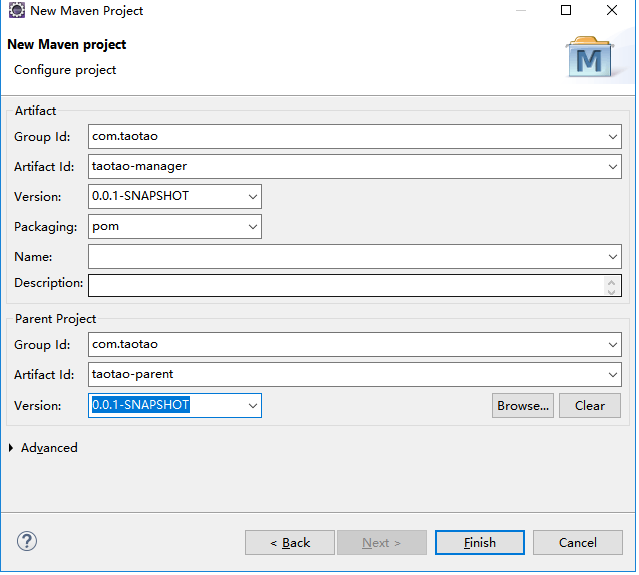 New Maven Project
New Maven project
Configure project
M
Artifact
Group Id: com.taotao
Artifact Id: taotao-manager
Version: 0.0.1-SNAPSHOT
Packaging: pom
Name:
Description:
Parent Project
Group Id: com.taotao
Artifact Id: taotao-parent
Version: 0.0.1-SNAPSHOT Browse... Clear
Advanced
? < Back Next > Finish Cancel